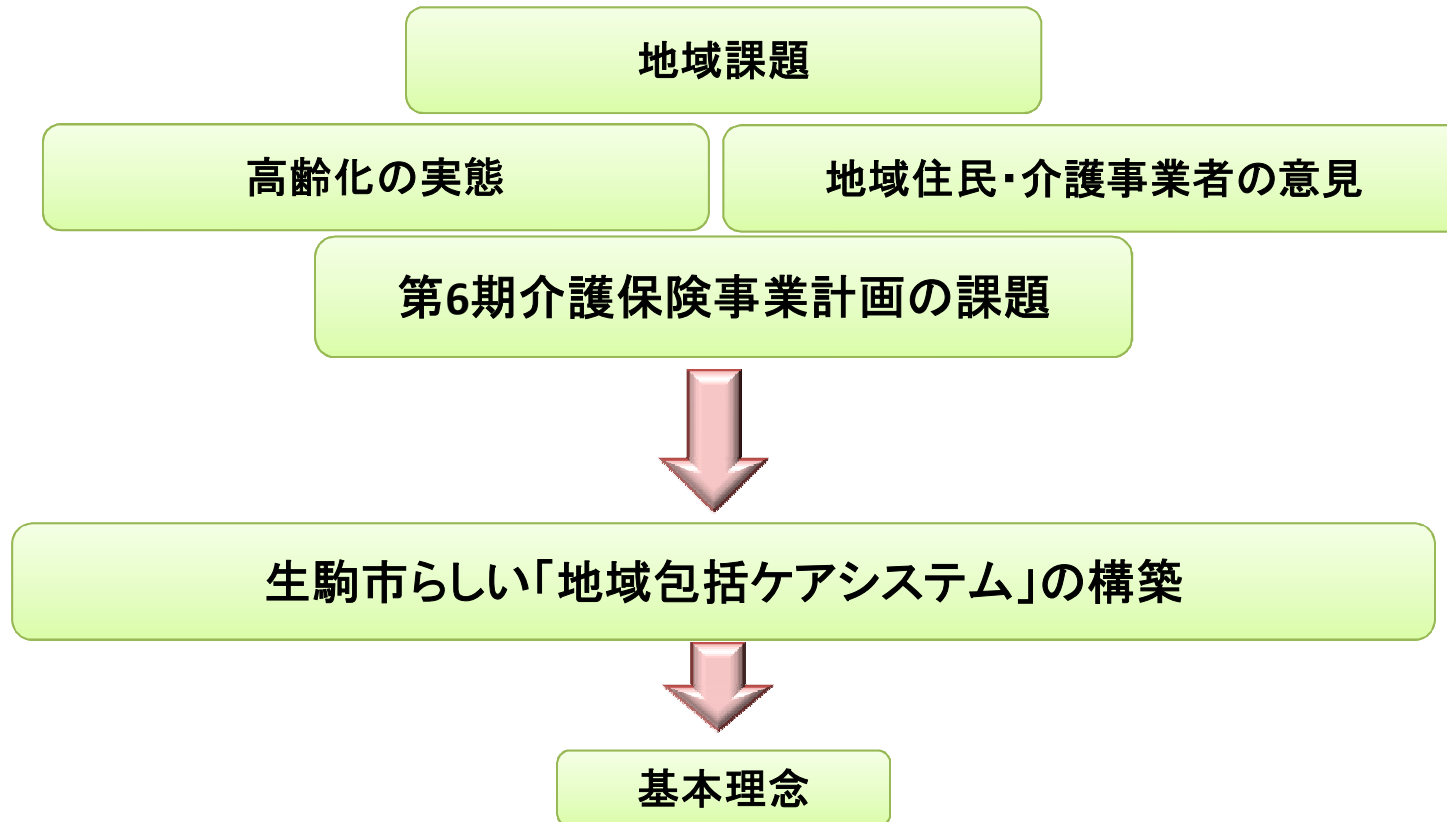 地域課題
高齢化の実態
地域住民・介護事業者の意見
第6期介護保険事業計画の課題
生駒市らしい「地域包括ケアシステム」の構築
基本理念